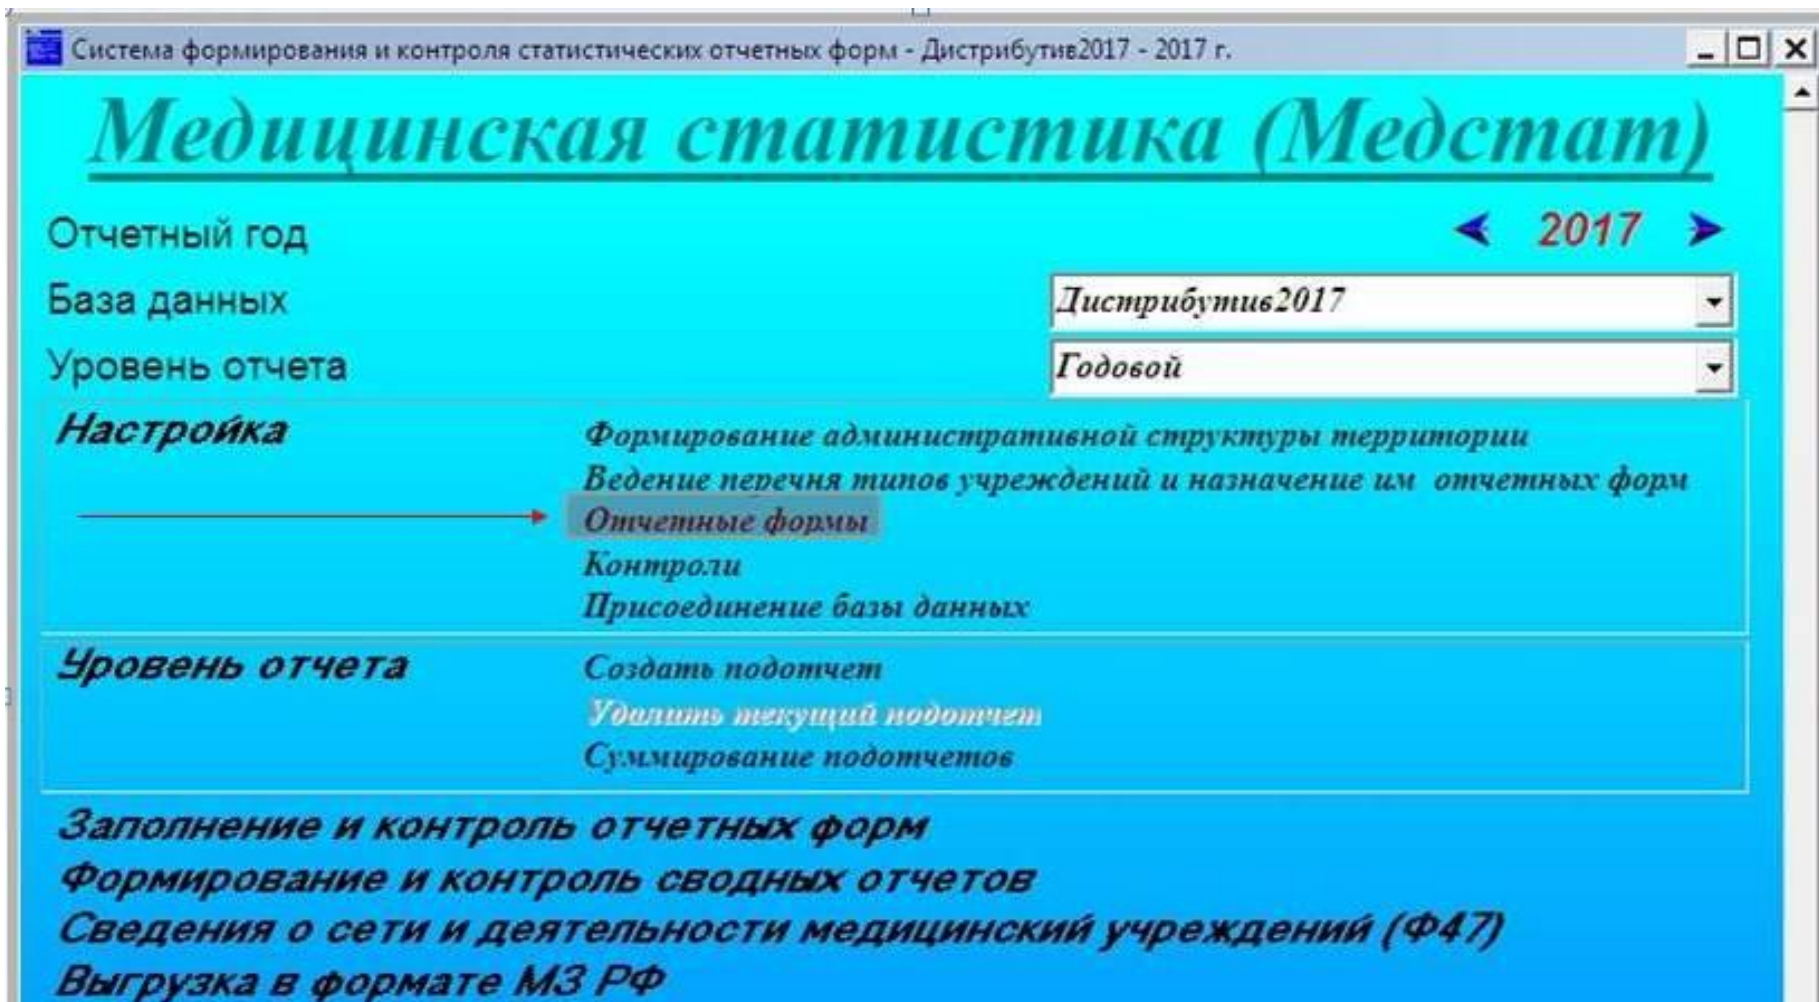 Система формирования и контроля статистических отчетных форм - Дистрибутив2017 - 2017 г.
Медицинская статистика (Медстат)
Отчетный год 2017
База данных Дистрибутив2017
Уровень отчета Годовой
Настройка Формирование административной структуры территории
Ведение перечня типов учреждений и назначение им отчетных форм
Отчетные формы
Контроли
Присоединение базы данных
Уровень отчета Создать подотчет
Удалить текущий подотчет
Суммирование подотчетов
Заполнение и контроль отчетных форм
Формирование и контроль сводных отчетов
Сведения о сети и деятельности медицинский учреждений (Ф47)
Выгрузка в формате МЗ РФ